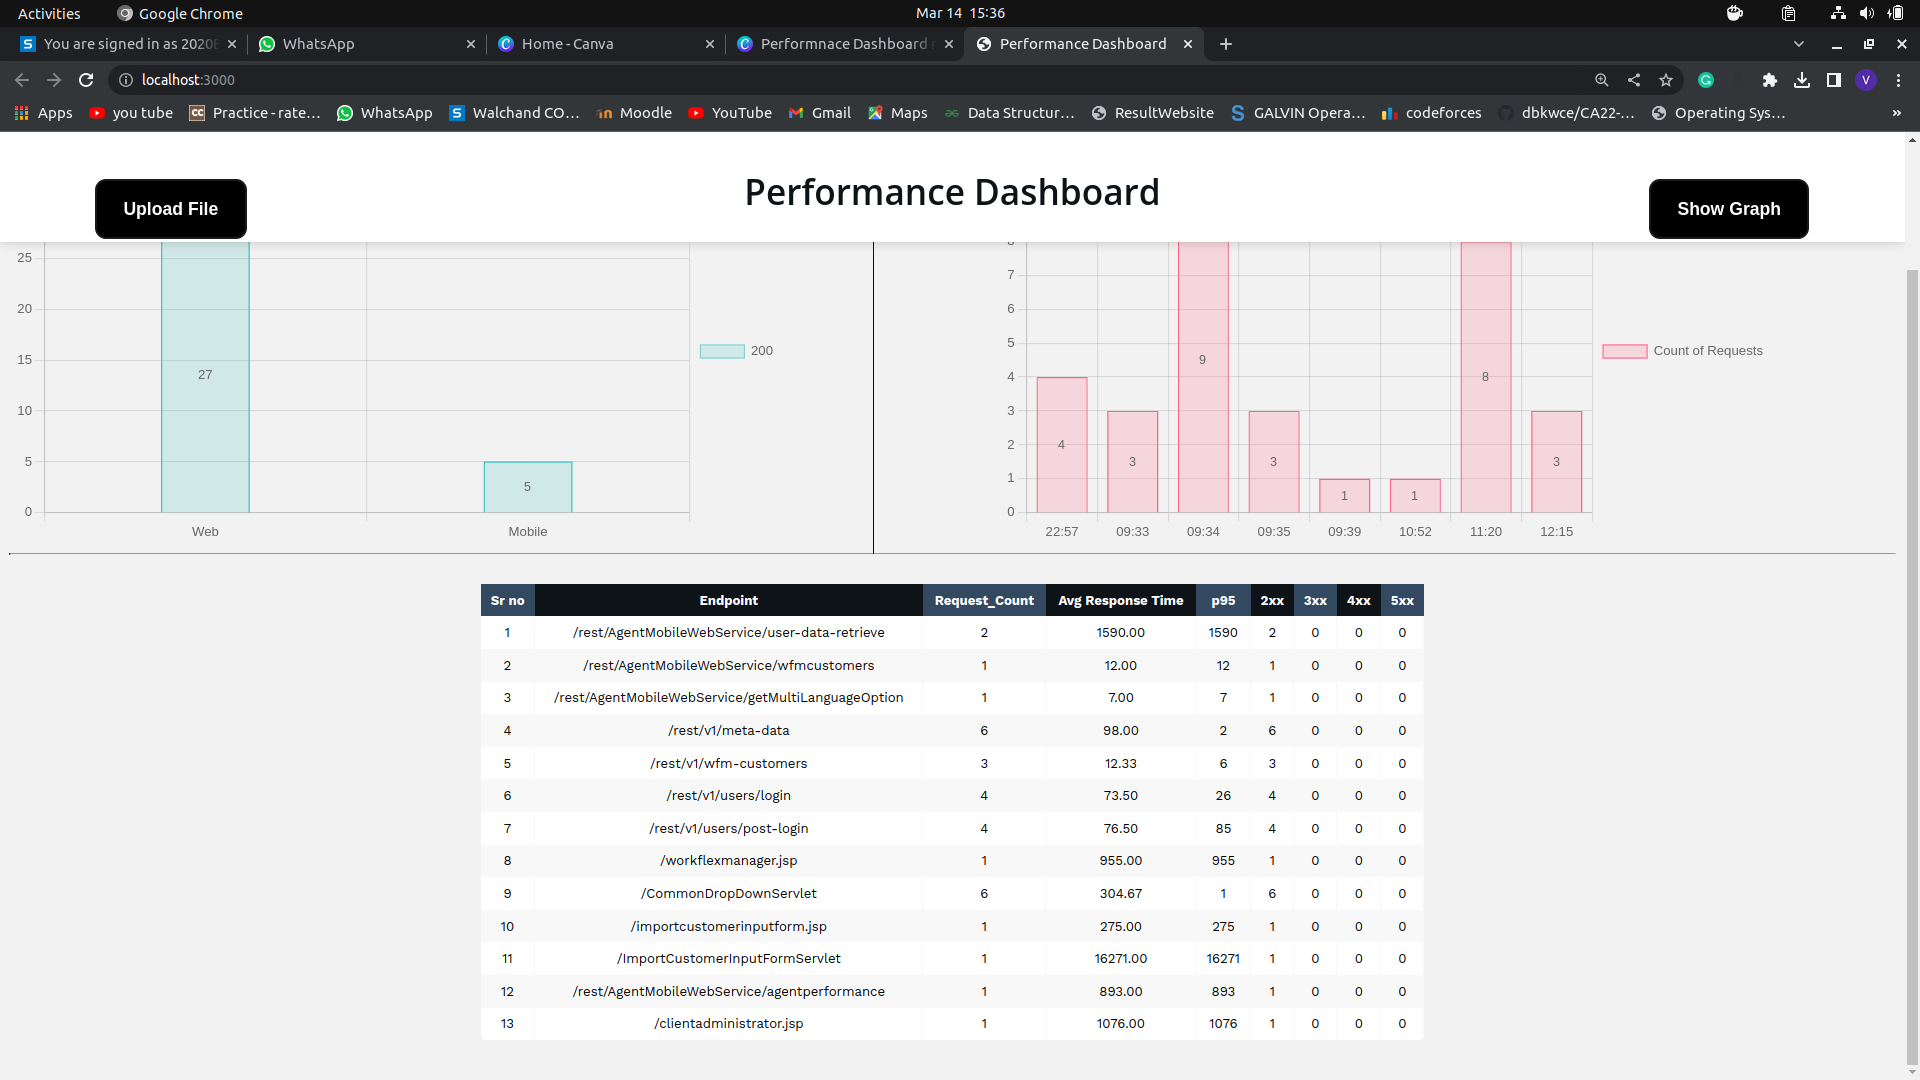 Activities Google Chrome Mar 14 15:36
You are signed in as 2020 WhatsApp Home - Canva Performnace Dashboard Performance Dashboard
localhost:3000 V
Apps you tube Practice - rate... WhatsApp Walchand CO... Moodle YouTube Gmail Maps Data Structur... ResultWebsite GALVIN Opera... codeforces dbkwce/CA22-... Operating Sys... »
Upload File Performance Dashboard Show Graph
25
20
15
10
5
0
27
5
Web Mobile
200
8
7
6
5
4
3
2
1
0
4 3 9 3 1 1 8 3
22:57 09:33 09:34 09:35 09:39 10:52 11:20 12:15
Count of Requests
Sr no Endpoint Request_Count Avg Response Time p95 2xx 3xx 4xx 5xx
1 /rest/AgentMobileWebService/user-data-retrieve 2 1590.00 1590 2 0 0 0
2 /rest/AgentMobileWebService/wfmcustomers 1 12.00 12 1 0 0 0
3 /rest/AgentMobileWebService/getMultiLanguageOption 1 7.00 7 1 0 0 0
4 /rest/v1/meta-data 6 98.00 2 6 0 0 0
5 /rest/v1/wfm-customers 3 12.33 6 3 0 0 0
6 /rest/v1/users/login 4 73.50 26 4 0 0 0
7 /rest/v1/users/post-login 4 76.50 85 4 0 0 0
8 /workflexmanager.jsp 1 955.00 955 1 0 0 0
9 /CommonDropDownServlet 6 304.67 1 6 0 0 0
10 /importcustomerinputform.jsp 1 275.00 275 1 0 0 0
11 /ImportCustomerInputFormServlet 1 16271.00 16271 1 0 0 0
12 /rest/AgentMobileWebService/agentperformance 1 893.00 893 1 0 0 0
13 /clientadministrator.jsp 1 1076.00 1076 1 0 0 0